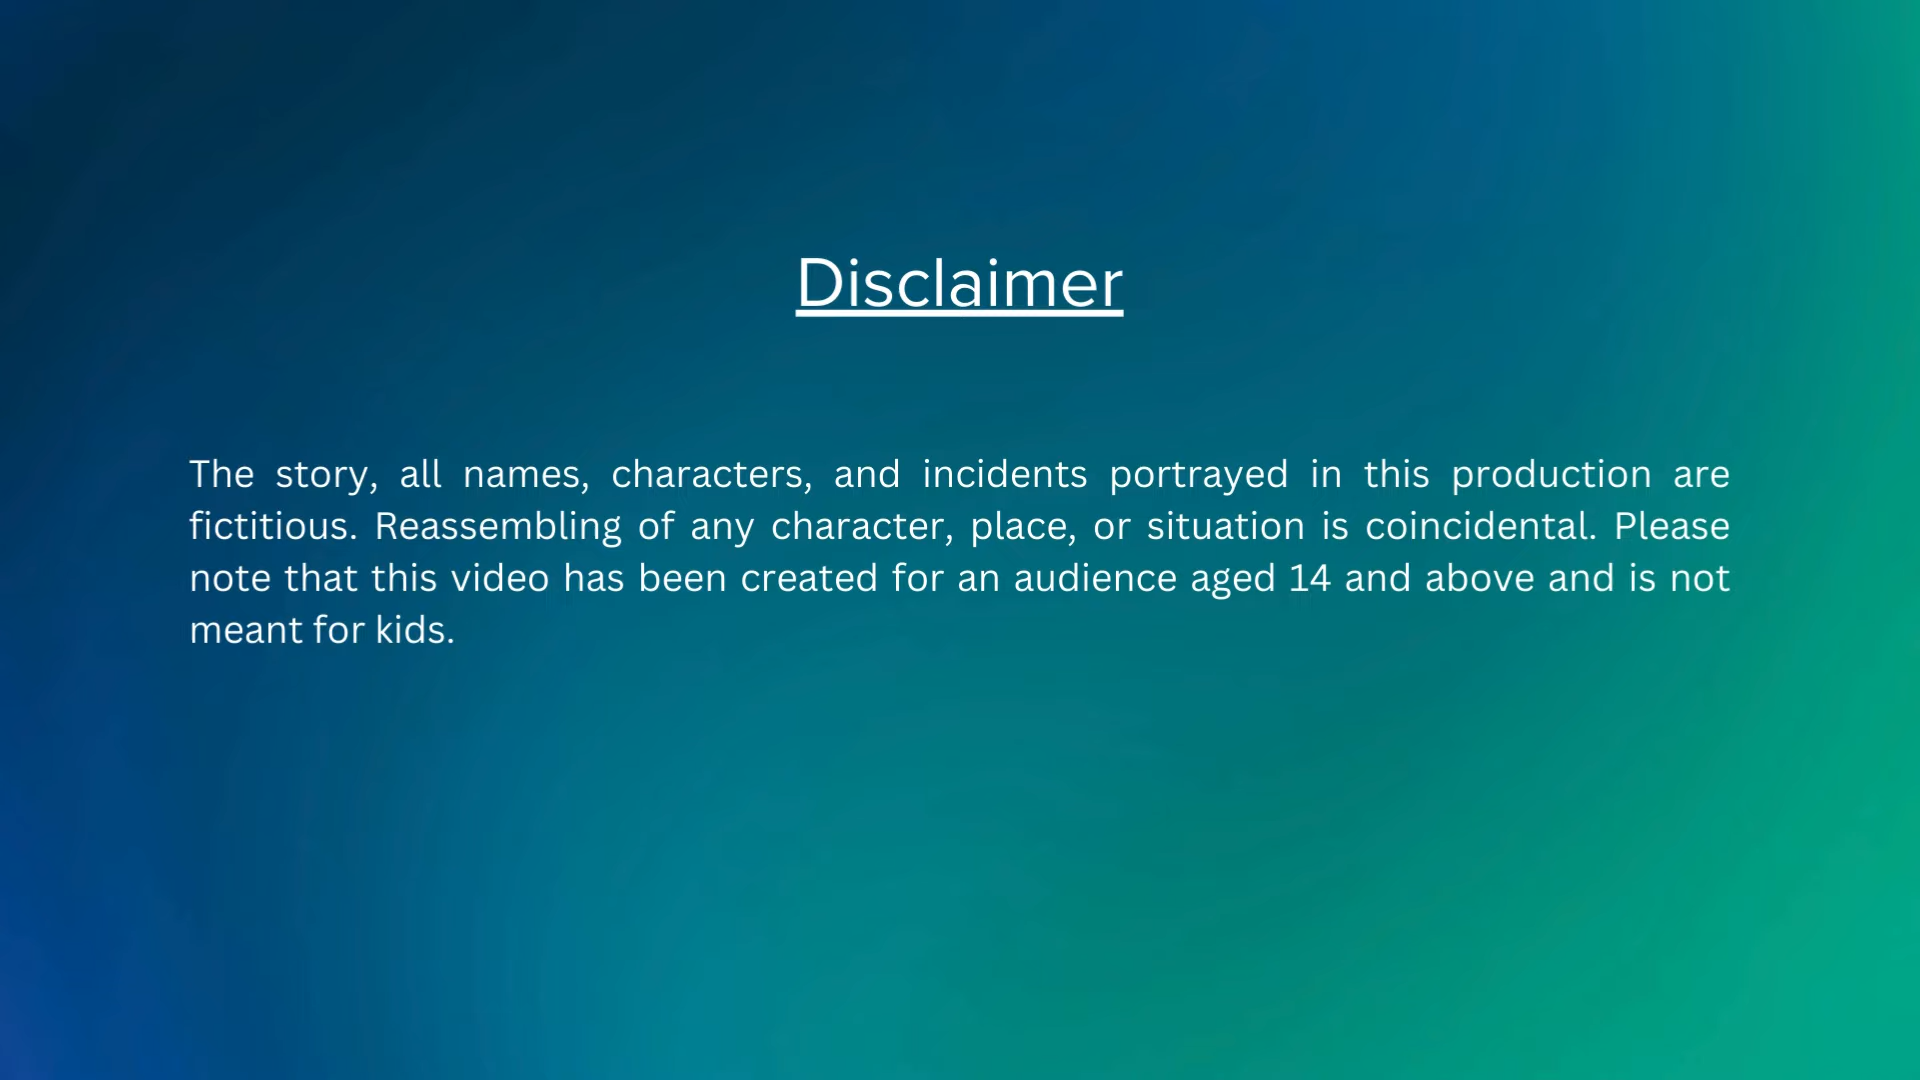 Disclaimer
The story, all names, characters, and incidents portrayed in this production are
fictitious. Reassembling of any character, place, or situation is coincidental. Please
note that this video has been created for an audience aged 14 and above and is not
meant for kids.